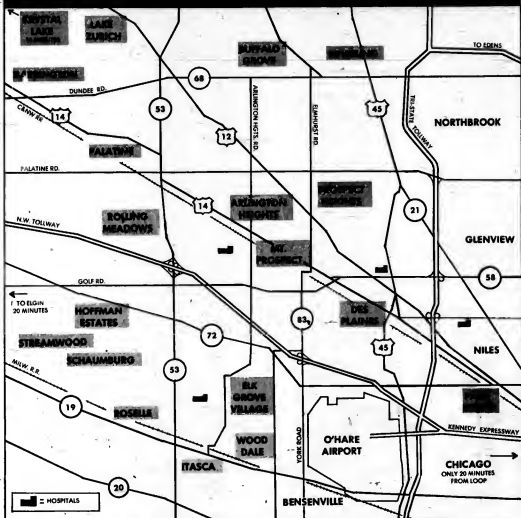 CRYSTAL
LAKE
LAKE
ZURICH
BUFFALO
GROVE
TO EDENS
BARRINGTON
68
DUNDEE RD.
53
45
14
C&NW RR
ARLINGTON HGTS. RD.
ELMHURST RD.
TRI-STATE
TOLLWAY
NORTHBROOK
12
PALATINE
PALATINE RD.
14
ARLINGTON
HEIGHTS
PROSPECT
HEIGHTS
21
ROLLING
MEADOWS
N.W. TOLLWAY
MT.
PROSPECT
GLENVIEW
58
GOLF RD.
TO ELGIN
20 MINUTES
HOFFMAN
ESTATES
DES
PLAINES
83
STREAMWOOD
72
45
NILES
SCHAUMBURG
MILW. R.R.
53
19
ELK
GROVE
VILLAGE
ROSELLE
KENNEDY EXPRESSWAY
YORK ROAD
O'HARE
AIRPORT
WOOD
DALE
ITASCA
CHICAGO
ONLY 20 MINUTES
FROM LOOP
20
= HOSPITALS
BENSENVILLE